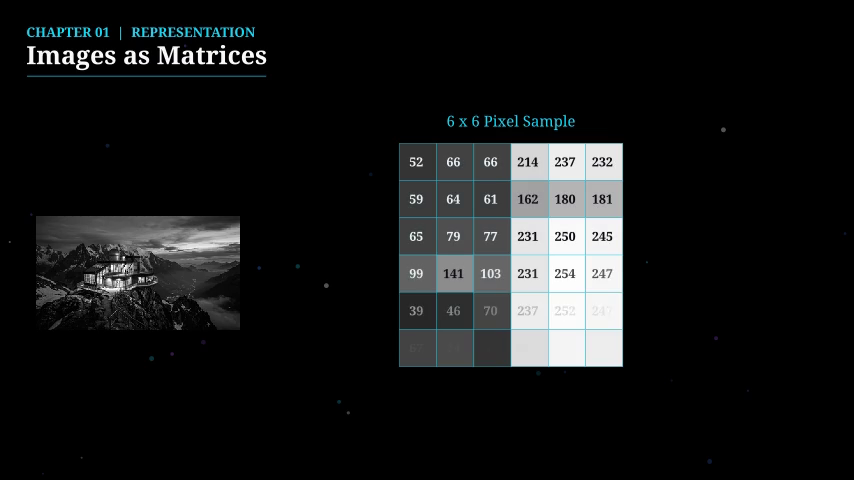 CHAPTER 01 | REPRESENTATION
Images as Matrices
6 x 6 Pixel Sample
52 66 66 214 237 232
59 64 61 162 180 181
65 79 77 231 250 245
99 141 103 231 254 247
39 46 70 237 252 247